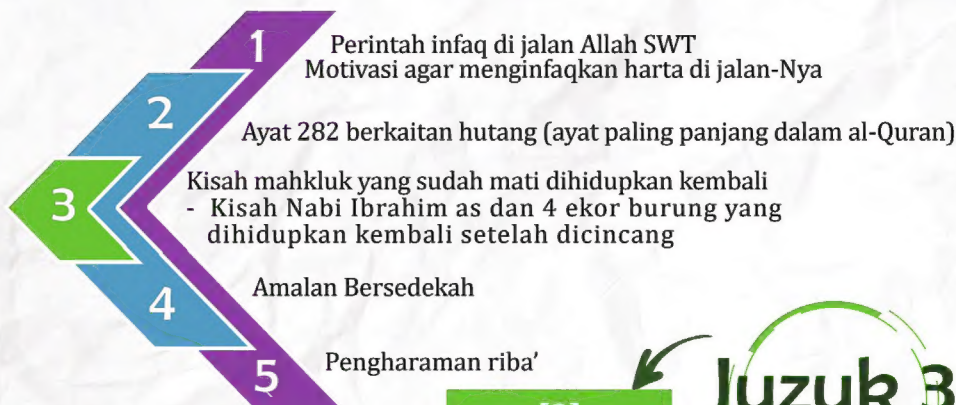 1
Perintah infaq di jalan Allah SWT
Motivasi agar menginfaqkan harta di jalan-Nya
2
Ayat 282 berkaitan hutang (ayat paling panjang dalam al-Quran)
3
Kisah mahkluk yang sudah mati dihidupkan kembali
- Kisah Nabi Ibrahim as dan 4 ekor burung yang
dihidupkan kembali setelah dicincang
4
Amalan Bersedekah
5
Pengharaman riba’
Juzuk 3